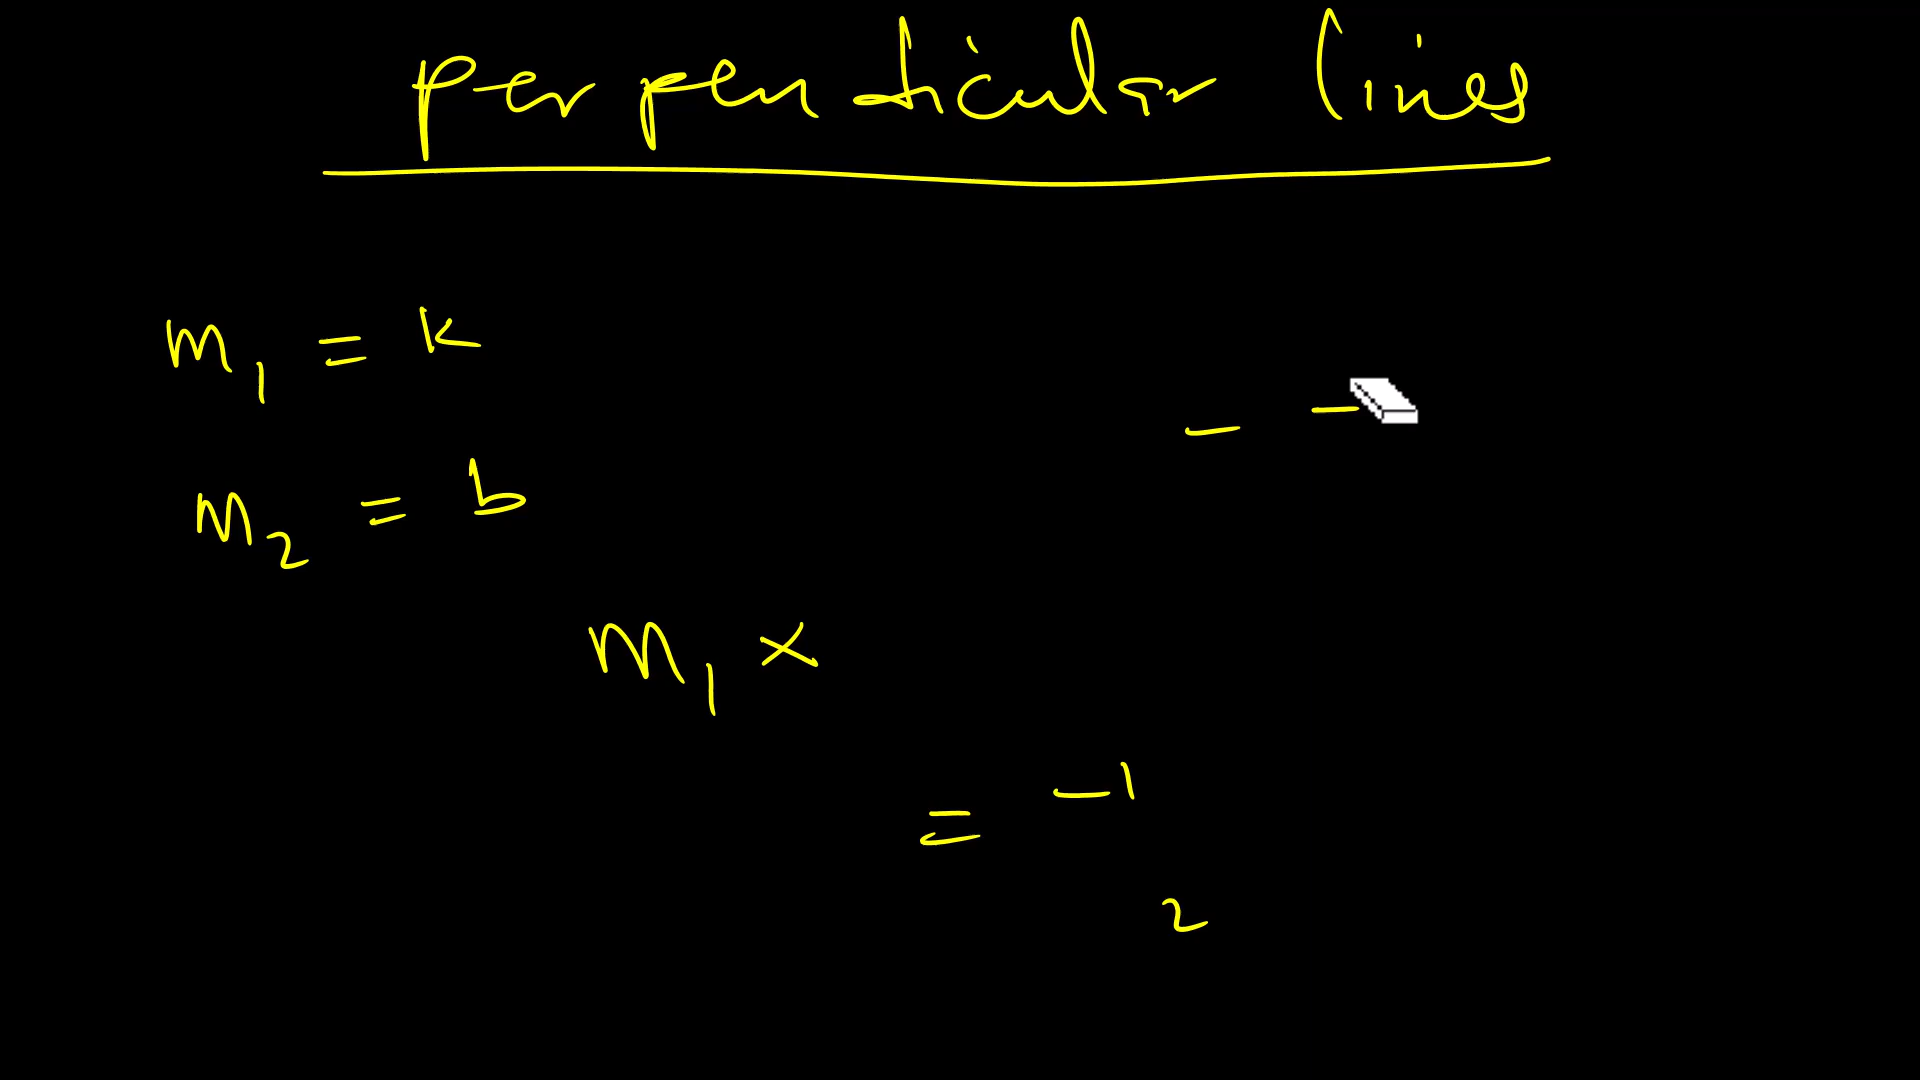 perpendicular lines
m₁ = k
- -
m₂ = b
m₁ ×
= -1
2